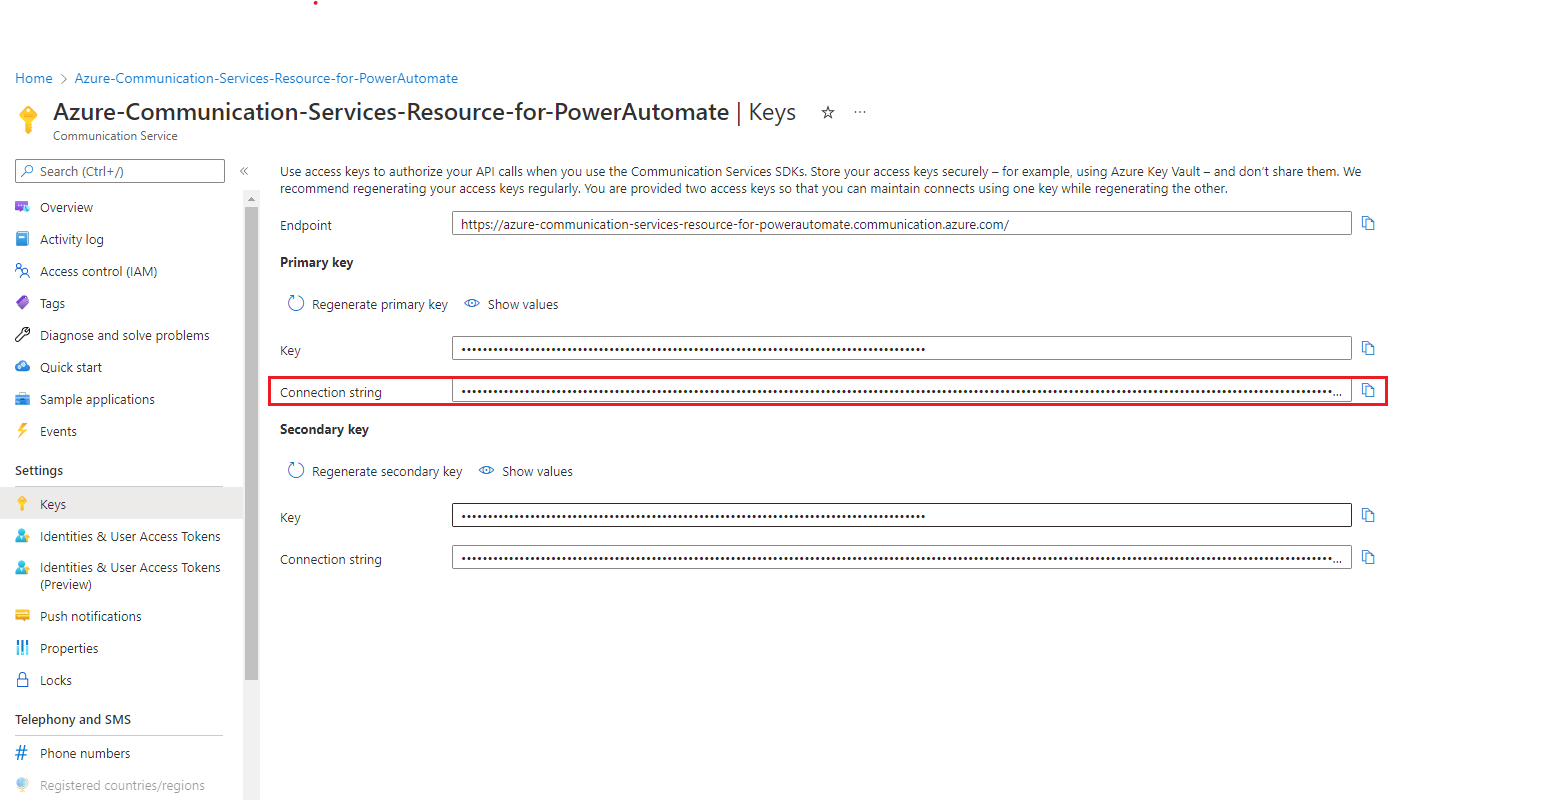 Home > Azure-Communication-Services-Resource-for-PowerAutomate
Azure-Communication-Services-Resource-for-PowerAutomate | Keys ☆ ···
Communication Service
Search (Ctrl+/) «
Overview
Activity log
Access control (IAM)
Tags
Diagnose and solve problems
Quick start
Sample applications
Events
Settings
Keys
Identities & User Access Tokens
Identities & User Access Tokens
(Preview)
Push notifications
Properties
Locks
Telephony and SMS
Phone numbers
Registered countries/regions
Use access keys to authorize your API calls when you use the Communication Services SDKs. Store your access keys securely – for example, using Azure Key Vault – and don’t share them. We
recommend regenerating your access keys regularly. You are provided two access keys so that you can maintain connects using one key while regenerating the other.
Endpoint https://azure-communication-services-resource-for-powerautomate.communication.azure.com/
Primary key
Regenerate primary key Show values
Key
Connection string
Secondary key
Regenerate secondary key Show values
Key
Connection string